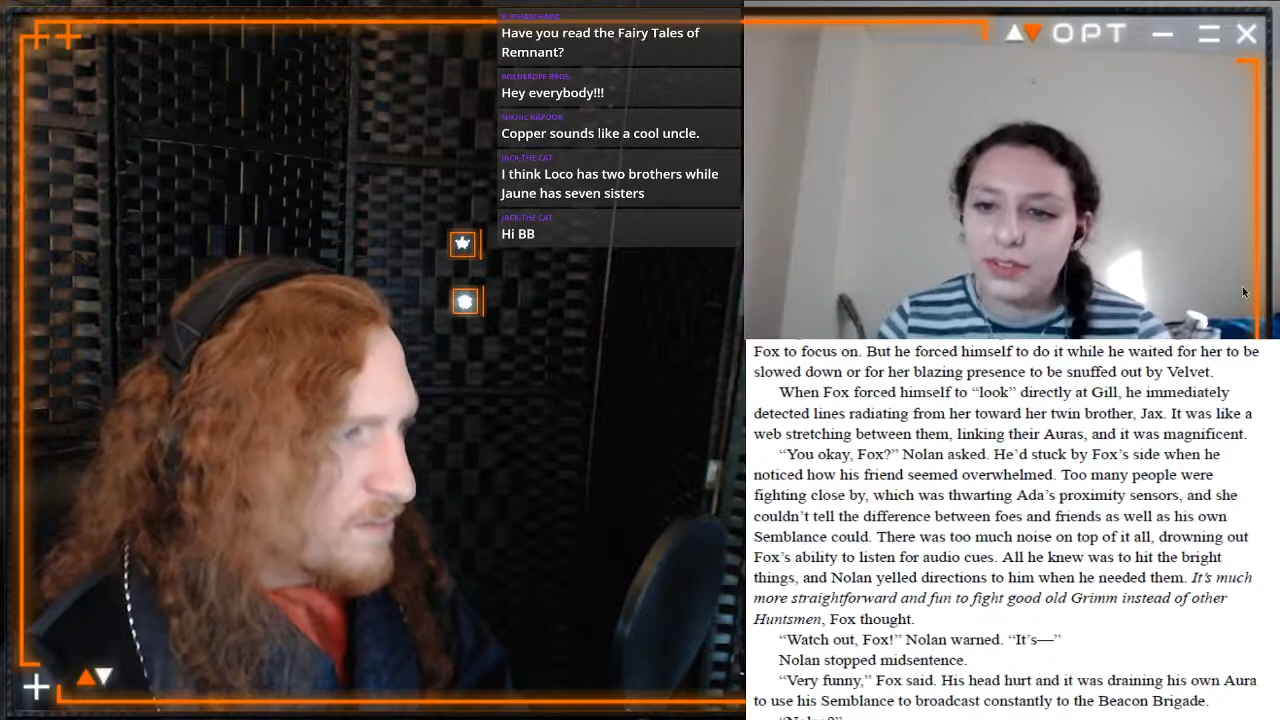 ELIPHASCHAOS
Have you read the Fairy Tales of
Remnant?
BOLDEROFF BROS.
Hey everybody!!!
NIKHIL KAPOOR
Copper sounds like a cool uncle.
JACK THE CAT
I think Loco has two brothers while
Jaune has seven sisters
JACK THE CAT
Hi BB
OPT
Fox to focus on. But he forced himself to do it while he waited for her to be
slowed down or for her blazing presence to be snuffed out by Velvet.
When Fox forced himself to “look” directly at Gill, he immediately
detected lines radiating from her toward her twin brother, Jax. It was like a
web stretching between them, linking their Auras, and it was magnificent.
“You okay, Fox?” Nolan asked. He’d stuck by Fox’s side when he
noticed how his friend seemed overwhelmed. Too many people were
fighting close by, which was thwarting Ada’s proximity sensors, and she
couldn’t tell the difference between foes and friends as well as his own
Semblance could. There was too much noise on top of it all, drowning out
Fox’s ability to listen for audio cues. All he knew was to hit the bright
things, and Nolan yelled directions to him when he needed them. It’s much
more straightforward and fun to fight good old Grimm instead of other
Huntsmen, Fox thought.
“Watch out, Fox!” Nolan warned. “It’s—”
Nolan stopped midsentence.
“Very funny,” Fox said. His head hurt and it was draining his own Aura
to use his Semblance to broadcast constantly to the Beacon Brigade.
“Nolan?”